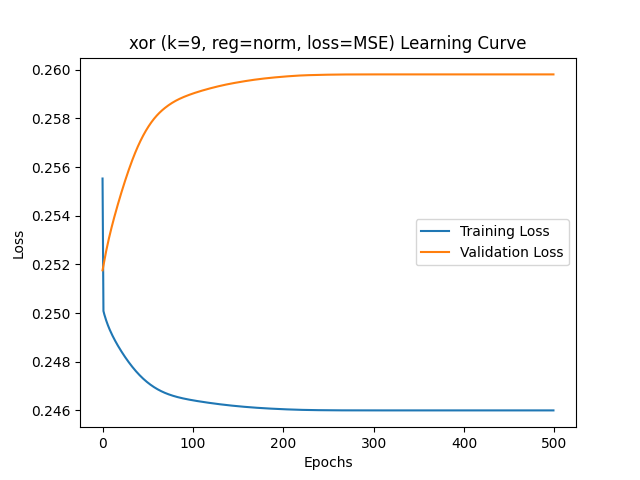 xor (k=9, reg=norm, loss=MSE) Learning Curve
0.260
0.258
0.256
0.254
0.252
0.250
0.248
0.246
Loss
Training Loss
Validation Loss
0 100 200 300 400 500
Epochs